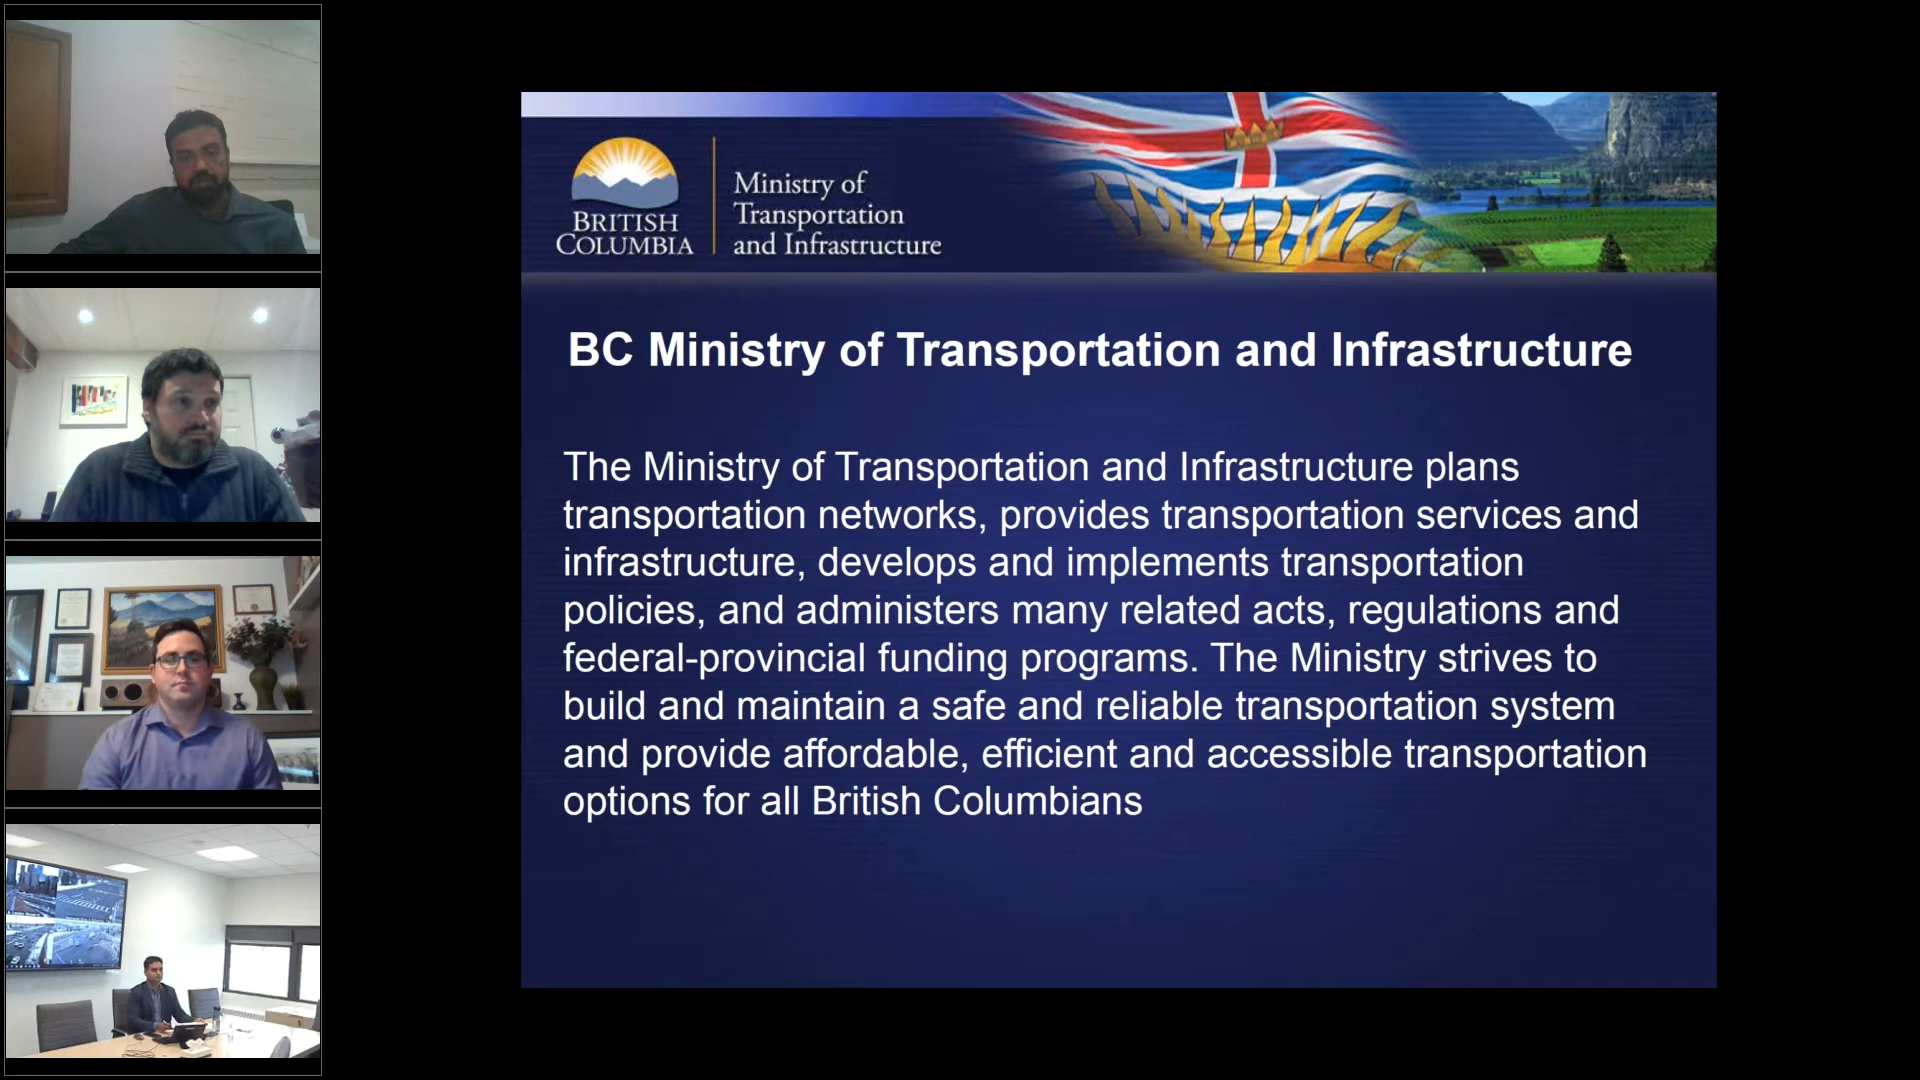 BRITISH
COLUMBIA
Ministry of
Transportation
and Infrastructure
BC Ministry of Transportation and Infrastructure
The Ministry of Transportation and Infrastructure plans
transportation networks, provides transportation services and
infrastructure, develops and implements transportation
policies, and administers many related acts, regulations and
federal-provincial funding programs. The Ministry strives to
build and maintain a safe and reliable transportation system
and provide affordable, efficient and accessible transportation
options for all British Columbians